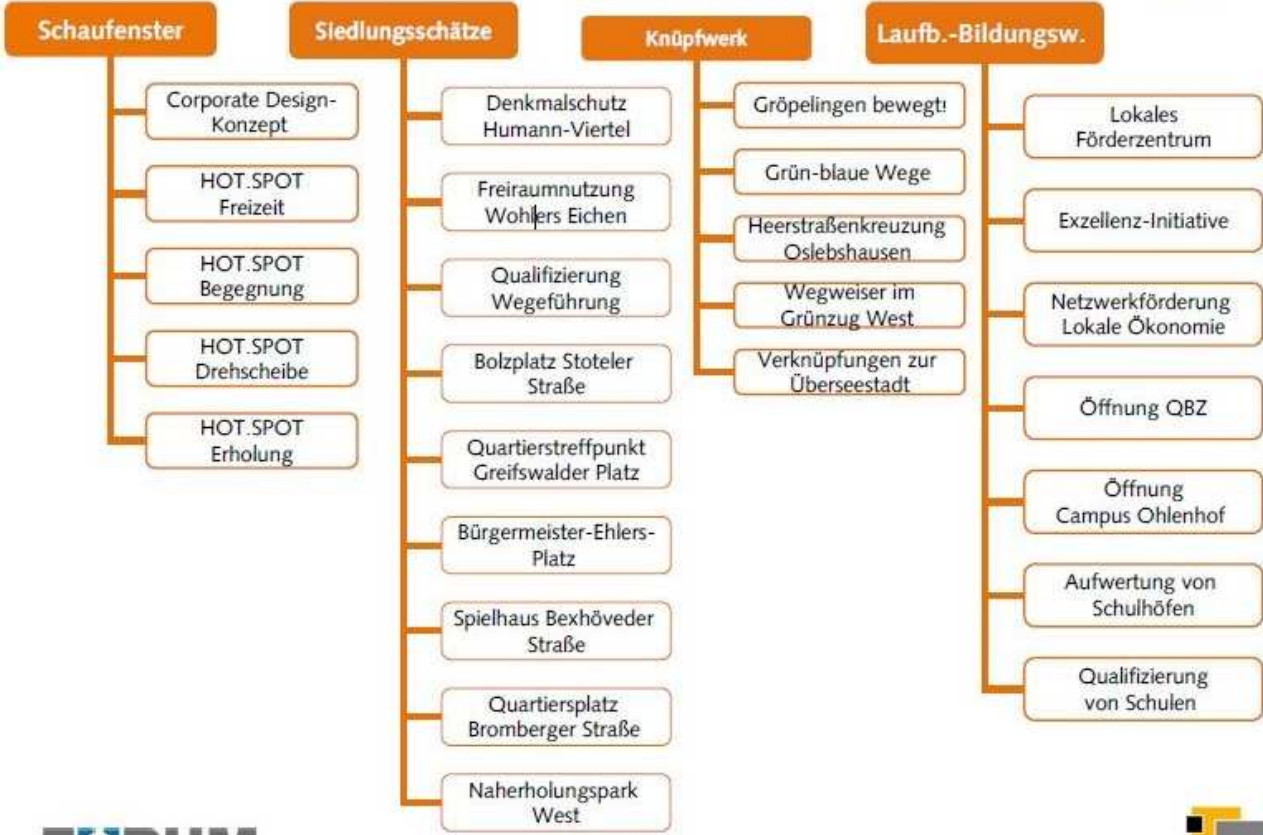 Schaufenster
Corporate Design-
Konzept
HOT.SPOT
Freizeit
HOT.SPOT
Begegnung
HOT.SPOT
Drehscheibe
HOT.SPOT
Erholung
Siedlungsschätze
Denkmalschutz
Humann-Viertel
Freiraumnutzung
Wohlers Eichen
Qualifizierung
Wegeführung
Bolzplatz Stoteler
Straße
Quartierstreffpunkt
Greifswalder Platz
Bürgermeister-Ehlers-
Platz
Spielhaus Bexhöveder
Straße
Quartiersplatz
Bromberger Straße
Naherholungspark
West
Knüpfwerk
Gröpelingen bewegt!
Grün-blaue Wege
Heerstraßenkreuzung
Oslebshausen
Wegweiser im
Grünzug West
Verknüpfungen zur
Überseestadt
Laufb.-Bildungsw.
Lokales
Förderzentrum
Exzellenz-Initiative
Netzwerkförderung
Lokale Ökonomie
Öffnung QBZ
Öffnung
Campus Ohlenhof
Aufwertung von
Schulhöfen
Qualifizierung
von Schulen